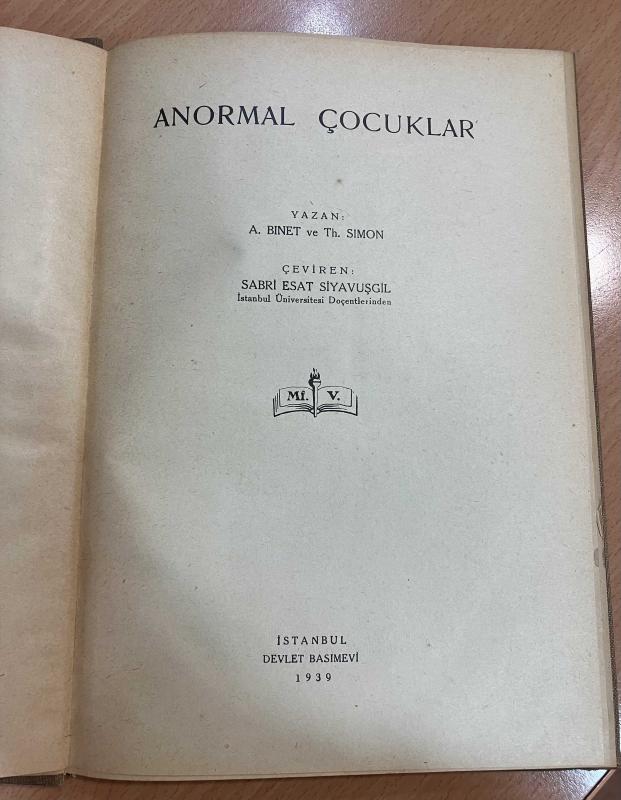 ANORMAL ÇOCUKLAR
YAZAN:
A. BINET ve Th. SIMON
ÇEVİREN:
SABRİ ESAT SİYAVUŞGİL
İstanbul Üniversitesi Doçentlerinden
Mf. V.
İSTANBUL
DEVLET BASIMEVİ
1939